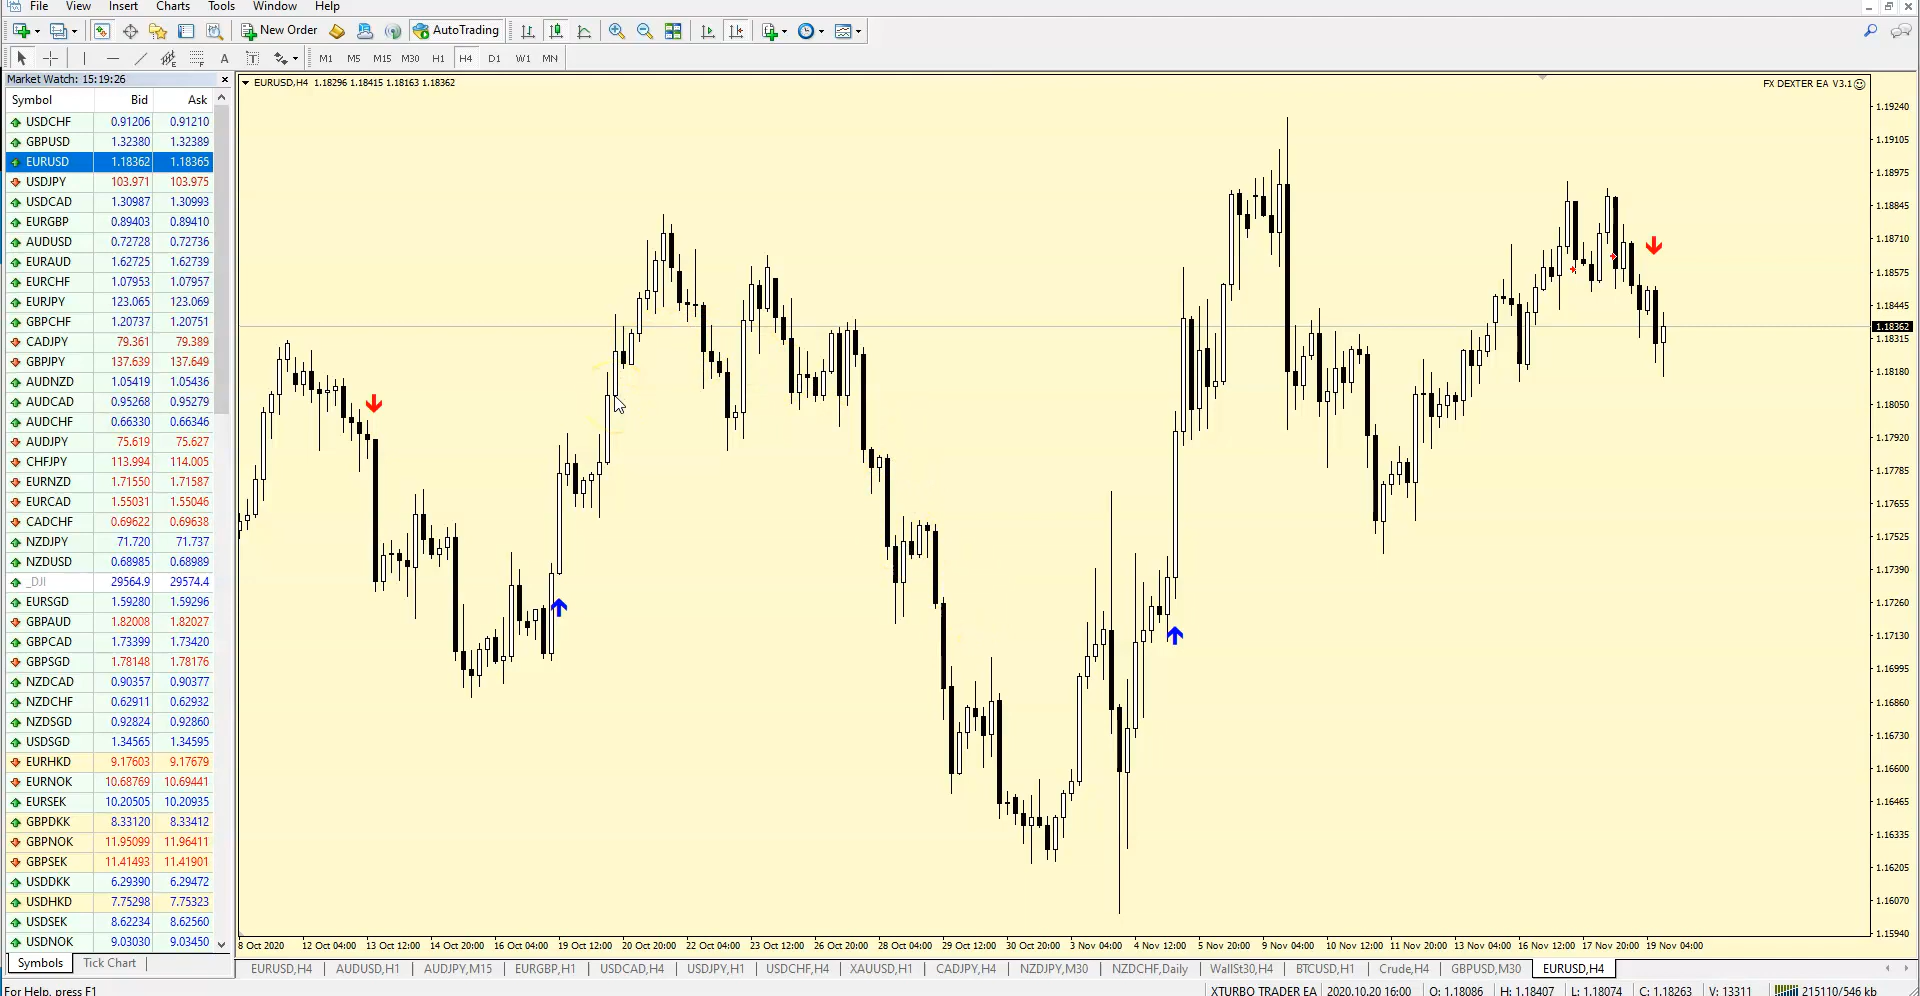 File View Insert Charts Tools Window Help
New Order AutoTrading
A T M1 M5 M15 M30 H1 H4 D1 W1 MN
Market Watch: 15:19:26
Symbol Bid Ask
USDCHF 0.91206 0.91210
GBPUSD 1.32380 1.32389
EURUSD 1.18362 1.18365
USDJPY 103.971 103.975
USDCAD 1.30987 1.30993
EURGBP 0.89403 0.89410
AUDUSD 0.72728 0.72736
EURAUD 1.62725 1.62739
EURCHF 1.07953 1.07957
EURJPY 123.065 123.069
GBPCHF 1.20737 1.20751
CADJPY 79.361 79.389
GBPJPY 137.639 137.649
AUDNZD 1.05419 1.05436
AUDCAD 0.95268 0.95279
AUDCHF 0.66330 0.66346
AUDJPY 75.619 75.627
CHFJPY 113.994 114.005
EURNZD 1.71550 1.71587
EURCAD 1.55031 1.55046
CADCHF 0.69622 0.69638
NZDJPY 71.720 71.737
NZDUSD 0.68985 0.68989
_DJI 29564.9 29574.4
EURSGD 1.59280 1.59296
GBPAUD 1.82008 1.82027
GBPCAD 1.73399 1.73420
GBPSGD 1.78148 1.78176
NZDCAD 0.90357 0.90377
NZDCHF 0.62911 0.62932
NZDSGD 0.92824 0.92860
USDSGD 1.34565 1.34595
EURHKD 9.17603 9.17679
EURNOK 10.68769 10.69441
EURSEK 10.20505 10.20935
GBPDKK 8.33120 8.33412
GBPNOK 11.95099 11.96411
GBPSEK 11.41493 11.41901
USDDKK 6.29390 6.29472
USDHKD 7.75298 7.75323
USDSEK 8.62234 8.62560
USDNOK 9.03030 9.03450
Symbols Tick Chart
EURUSD,H4 1.18296 1.18415 1.18163 1.18362
FX DEXTER EA V3.1
1.19240
1.19105
1.18975
1.18845
1.18710
1.18575
1.18445
1.18362
1.18315
1.18180
1.18050
1.17920
1.17785
1.17655
1.17525
1.17390
1.17260
1.17130
1.16995
1.16860
1.16730
1.16600
1.16465
1.16335
1.16205
1.16070
1.15940
8 Oct 2020 12 Oct 04:00 13 Oct 12:00 14 Oct 20:00 16 Oct 04:00 19 Oct 12:00 20 Oct 20:00 22 Oct 04:00 23 Oct 12:00 26 Oct 20:00 28 Oct 04:00 29 Oct 12:00 30 Oct 20:00 3 Nov 04:00 4 Nov 12:00 5 Nov 20:00 9 Nov 04:00 10 Nov 12:00 11 Nov 20:00 13 Nov 04:00 16 Nov 12:00 17 Nov 20:00 19 Nov 04:00
EURUSD,H4 AUDUSD,H1 AUDJPY,M15 EURGBP,H1 USDCAD,H4 USDJPY,H1 USDCHF,H4 XAUUSD,H1 CADJPY,H4 NZDJPY,M30 NZDCHF,Daily WallSt30,H4 BTCUSD,H1 Crude,H4 GBPUSD,M30 EURUSD,H4
For Help, press F1 XTURBO TRADER EA 2020.10.20 16:00 O: 1.18086 H: 1.18407 L: 1.18074 C: 1.18263 V: 13311 215110/546 kb